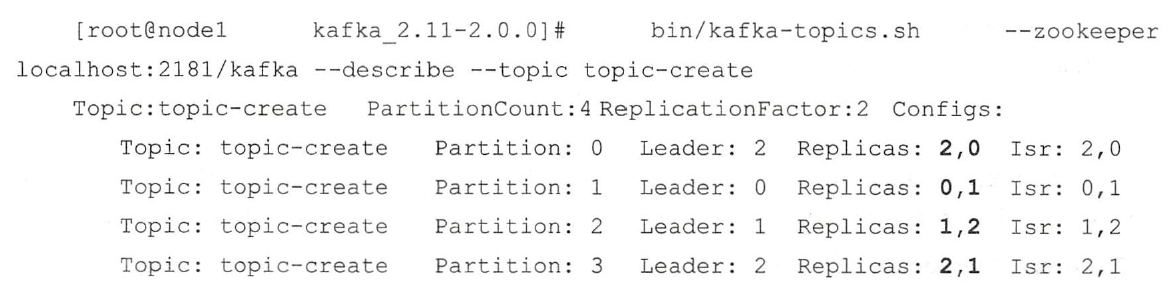 [root@node1 kafka_2.11-2.0.0]# bin/kafka-topics.sh --zookeeper
localhost:2181/kafka --describe --topic topic-create
Topic:topic-create PartitionCount:4 ReplicationFactor:2 Configs:
Topic: topic-create Partition: 0 Leader: 2 Replicas: 2,0 Isr: 2,0
Topic: topic-create Partition: 1 Leader: 0 Replicas: 0,1 Isr: 0,1
Topic: topic-create Partition: 2 Leader: 1 Replicas: 1,2 Isr: 1,2
Topic: topic-create Partition: 3 Leader: 2 Replicas: 2,1 Isr: 2,1